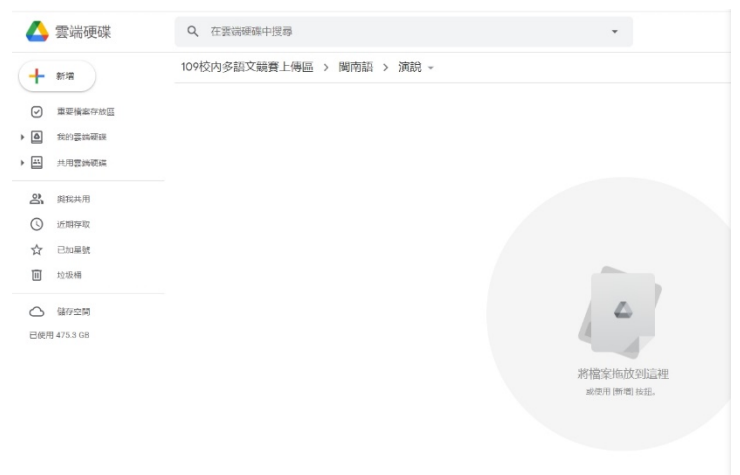 雲端硬碟
在雲端硬碟中搜尋
新增
109校內多語文競賽上傳區 > 閩南語 > 演說
重要檔案存放區
我的雲端硬碟
共用雲端硬碟
與我共用
近期存取
已加星號
垃圾桶
儲存空間
已使用 475.3 GB
將檔案拖放到這裡
或使用 [新增] 按鈕。